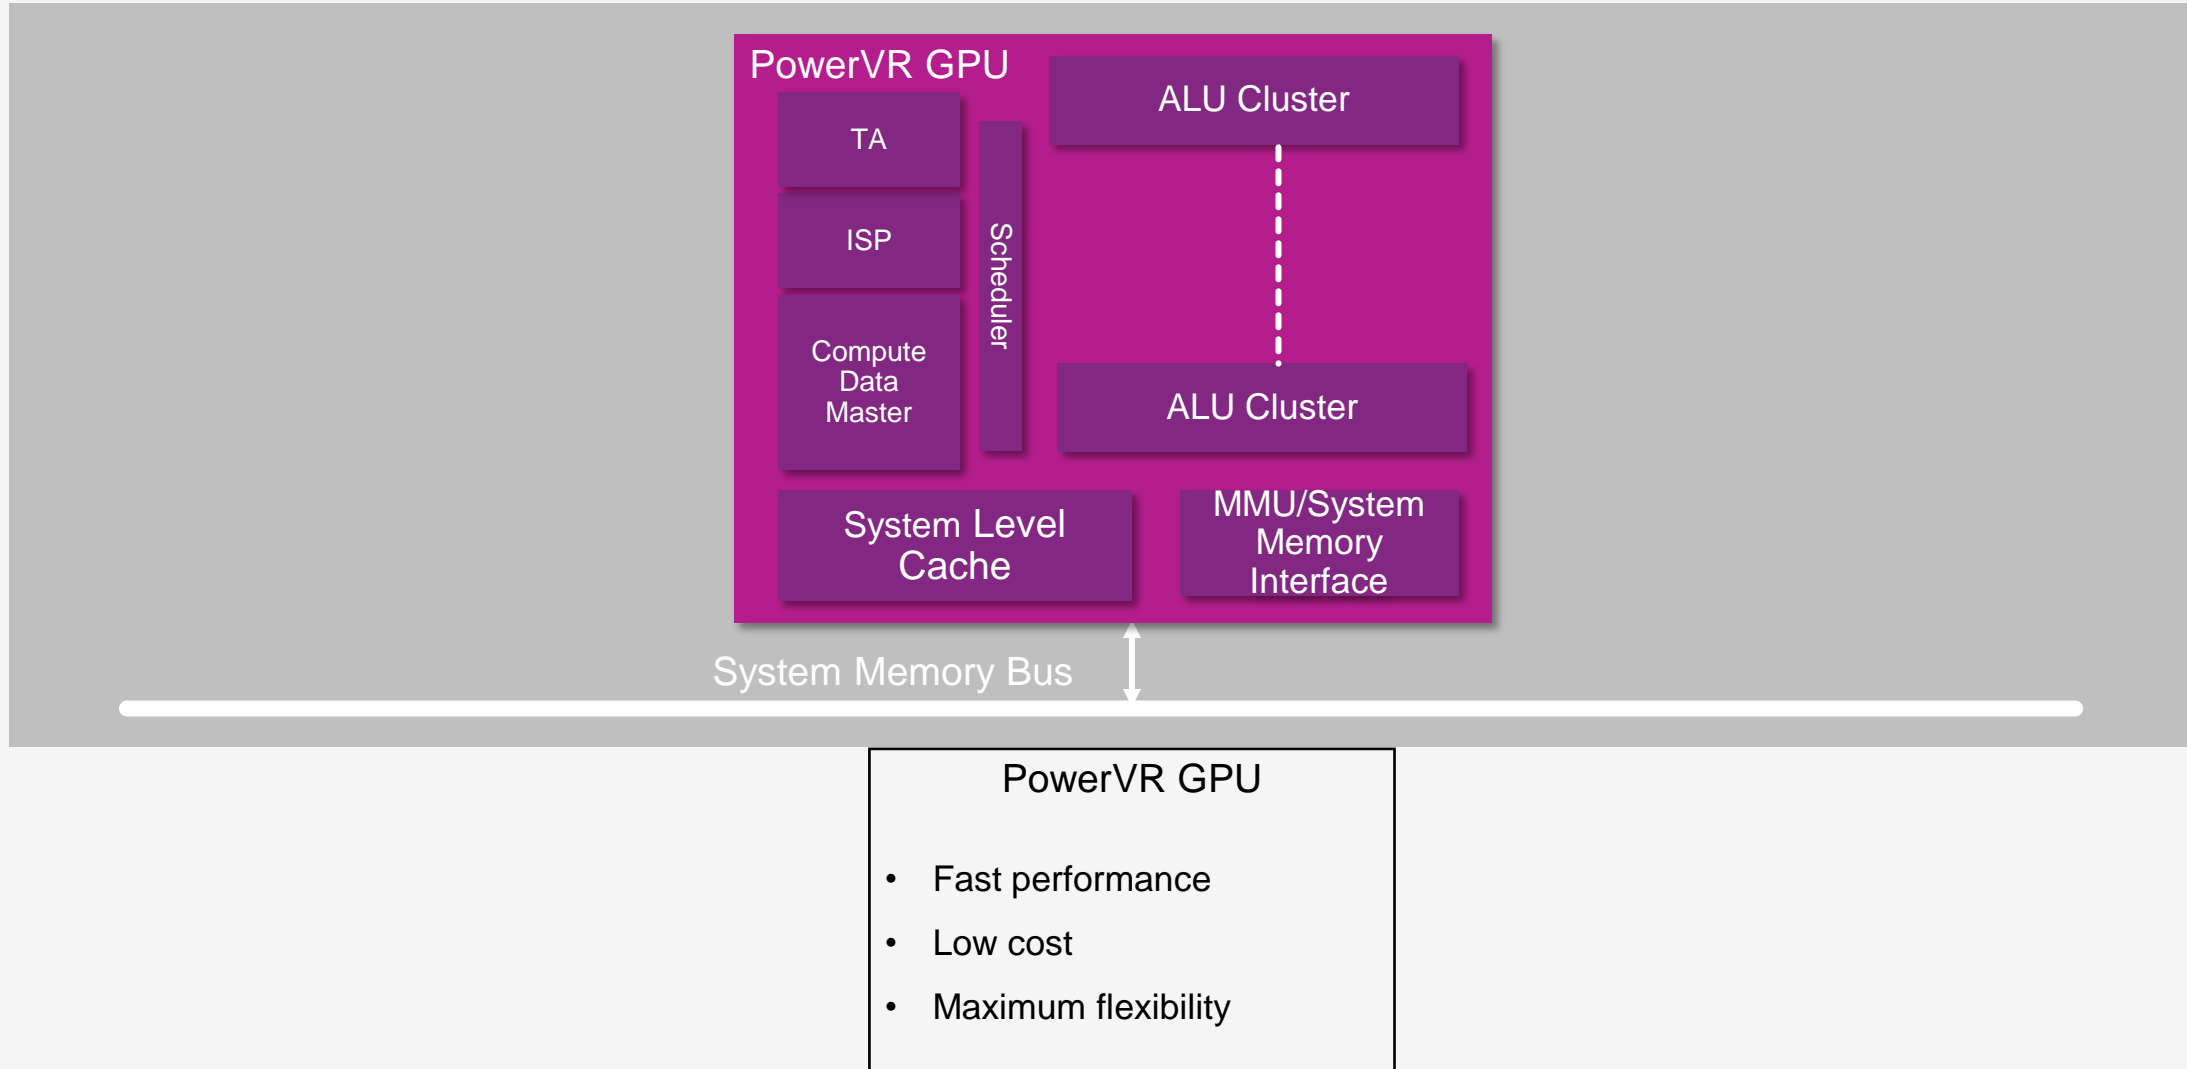 PowerVR GPU
TA
ISP
Compute
Data
Master
Scheduler
ALU Cluster
ALU Cluster
System Level
Cache
MMU/System
Memory
Interface
System Memory Bus
PowerVR GPU
• Fast performance
• Low cost
• Maximum flexibility